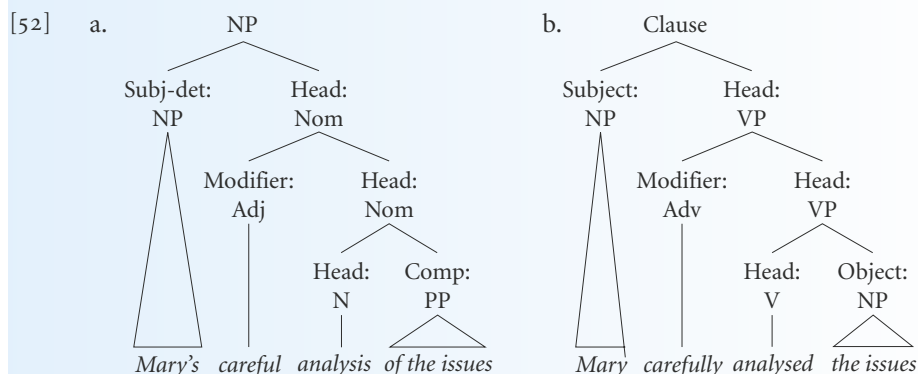 [52] a. NP b. Clause
Subj-det: Head: Subject: Head:
NP Nom NP VP
Modifier: Head: Modifier: Head:
Adj Nom Adv VP
Head: Comp: Head: Object:
N PP V NP
Mary's careful analysis of the issues Mary carefully analysed the issues